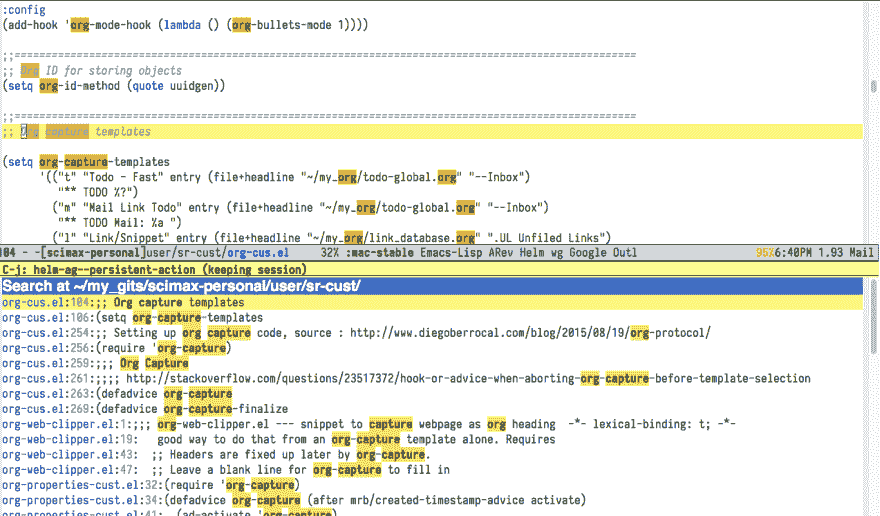 :config
(add-hook 'org-mode-hook (lambda () (org-bullets-mode 1))))
;;==============================================================================
;; Org ID for storing objects
(setq org-id-method (quote uuidgen))
;;==============================================================================
;; Org capture templates
(setq org-capture-templates
'(("t" "Todo - Fast" entry (file+headline "~/my_org/todo-global.org" "--Inbox")
"** TODO %?")
("m" "Mail Link Todo" entry (file+headline "~/my_org/todo-global.org" "--Inbox")
"** TODO Mail: %a ")
("l" "Link/Snippet" entry (file+headline "~/my_org/link_database.org" ".UL Unfiled Links")
104 - -[scimax-personal]user/sr-cust/org-cus.el 32% :mac-stable Emacs-Lisp ARev Helm wg Google Outl 95%6:40PM 1.93 Mail
C-j: helm-ag--persistent-action (keeping session)
Search at ~/my_gits/scimax-personal/user/sr-cust/
org-cus.el:104:;; Org capture templates
org-cus.el:106:(setq org-capture-templates
org-cus.el:254:;; Setting up org capture code, source : http://www.diegoberrocal.com/blog/2015/08/19/org-protocol/
org-cus.el:256:(require 'org-capture)
org-cus.el:259:;;; Org Capture
org-cus.el:261:;;;; http://stackoverflow.com/questions/23517372/hook-or-advice-when-aborting-org-capture-before-template-selection
org-cus.el:263:(defadvice org-capture
org-cus.el:269:(defadvice org-capture-finalize
org-web-clipper.el:1:;;; org-web-clipper.el --- snippet to capture webpage as org heading -*- lexical-binding: t; -*-
org-web-clipper.el:19: good way to do that from an org-capture template alone. Requires
org-web-clipper.el:43: ;; Headers are fixed up later by org-capture.
org-web-clipper.el:47: ;; Leave a blank line for org-capture to fill in
org-properties-cust.el:32:(require 'org-capture)
org-properties-cust.el:34:(defadvice org-capture (after mrb/created-timestamp-advice activate)
org-properties-cust.el:41: (ad-activate 'org-capture)